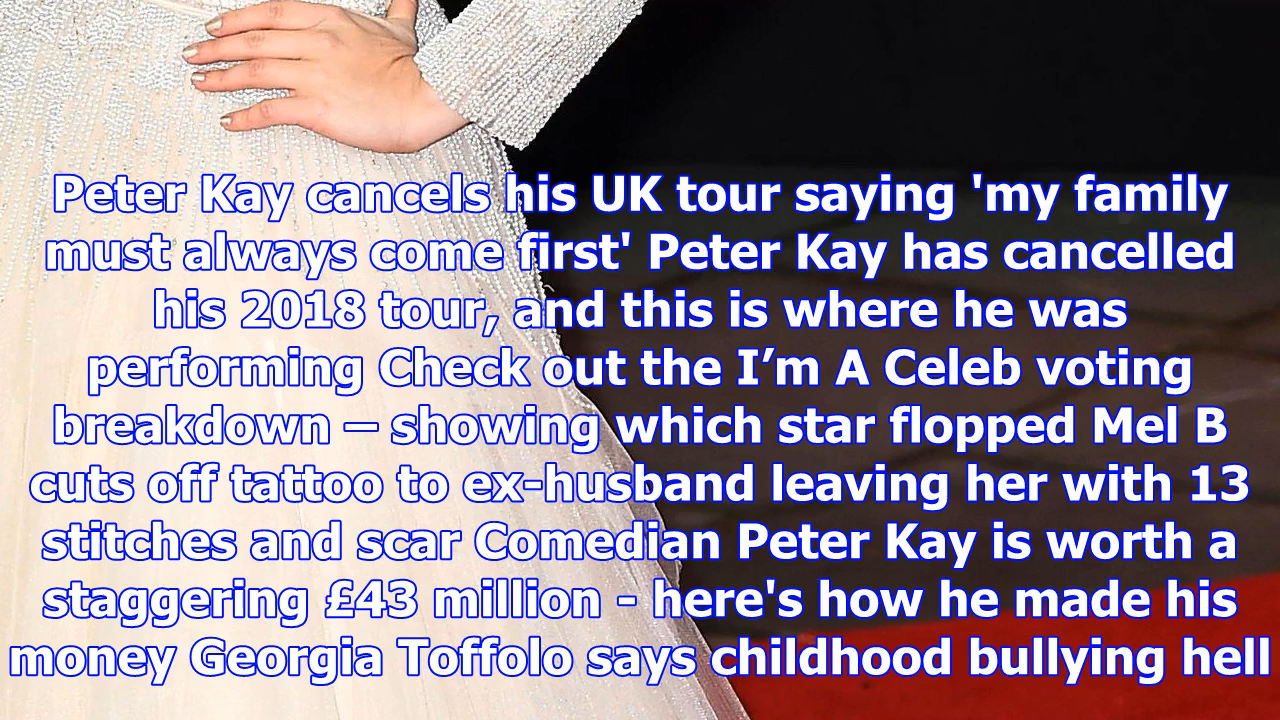 Peter Kay cancels his UK tour saying 'my family
must always come first' Peter Kay has cancelled
his 2018 tour, and this is where he was
performing Check out the I’m A Celeb voting
breakdown – showing which star flopped Mel B
cuts off tattoo to ex-husband leaving her with 13
stitches and scar Comedian Peter Kay is worth a
staggering £43 million - here's how he made his
money Georgia Toffolo says childhood bullying hell